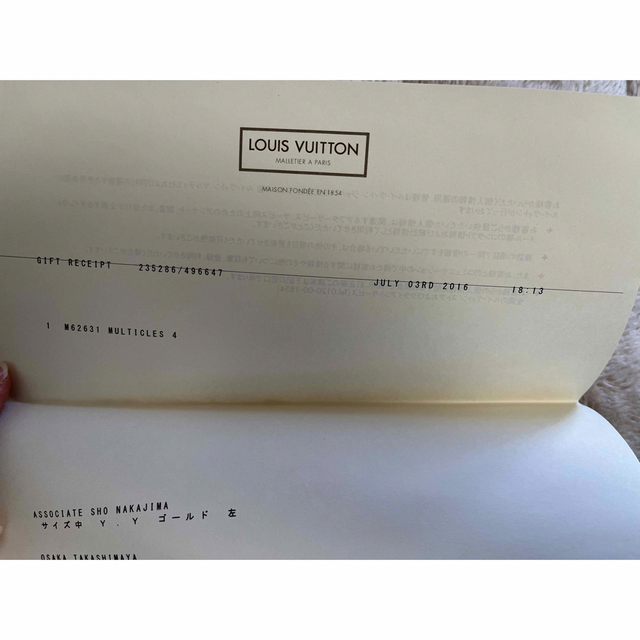 LOUIS VUITTON
MALLETIER A PARIS
MAISON FONDÉE EN 1854
GIFT RECEIPT 235286/496647 JULY 03RD 2016 18:13
1 M62631 MULTICLES 4
ASSOCIATE SHO NAKAJIMA
サイズ中 Y.Y ゴールド 左
OSAKA TAKASHIMAYA